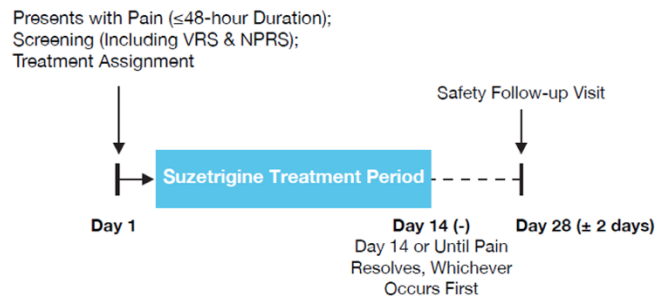 Presents with Pain (≤48-hour Duration);
Screening (Including VRS & NPRS);
Treatment Assignment
Safety Follow-up Visit
Suzetrigine Treatment Period
Day 1
Day 14 (-)
Day 28 (± 2 days)
Day 14 or Until Pain
Resolves, Whichever
Occurs First